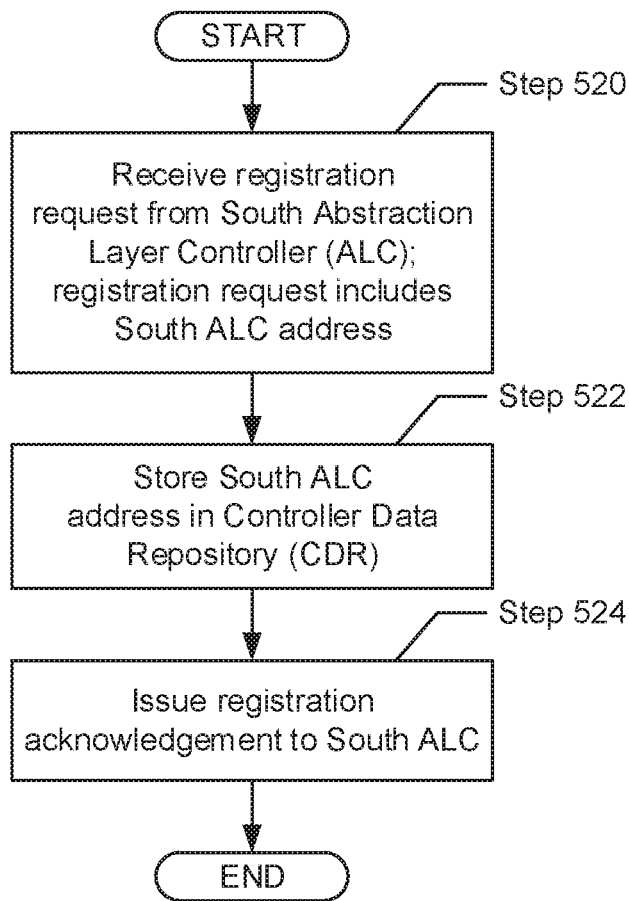 START
Step 520
Receive registration
request from South Abstraction
Layer Controller (ALC);
registration request includes
South ALC address
Step 522
Store South ALC
address in Controller Data
Repository (CDR)
Step 524
Issue registration
acknowledgement to South ALC
END